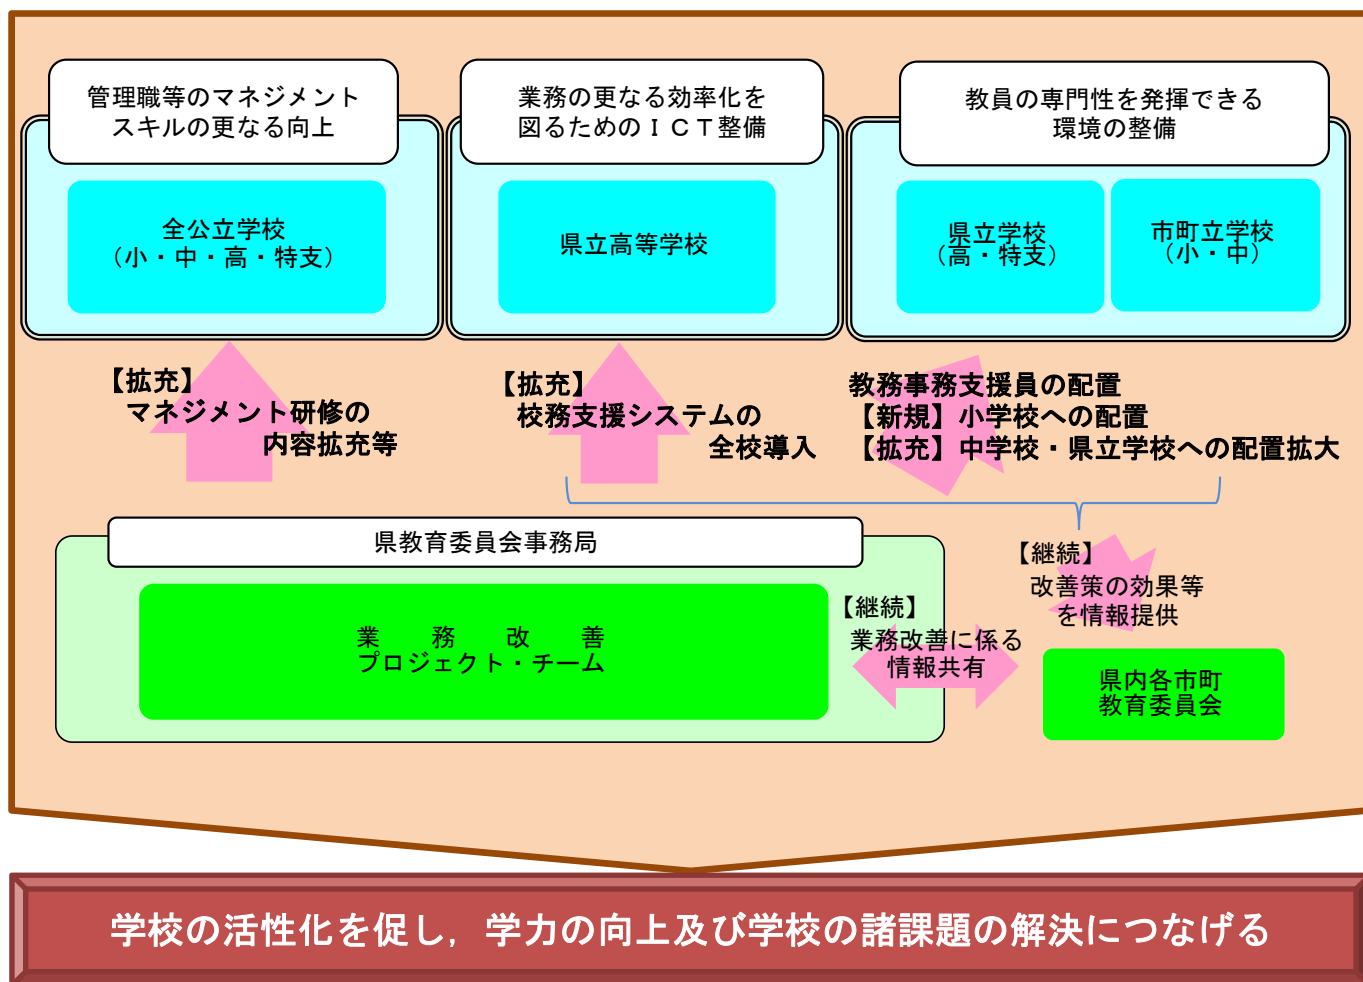 管理職等のマネジメント
スキルの更なる向上
全公立学校
（小・中・高・特支）
【拡充】
マネジメント研修の
内容拡充等
業務の更なる効率化を
図るためのＩＣＴ整備
県立高等学校
【拡充】
校務支援システムの
全校導入
教員の専門性を発揮できる
環境の整備
県立学校
（高・特支）
市町立学校
（小・中）
教務事務支援員の配置
【新規】小学校への配置
【拡充】中学校・県立学校への配置拡大
県教育委員会事務局
業　務　改　善
プロジェクト・チーム
【継続】
業務改善に係る
情報共有
【継続】
改善策の効果等
を情報提供
県内各市町
教育委員会
学校の活性化を促し，学力の向上及び学校の諸課題の解決につなげる